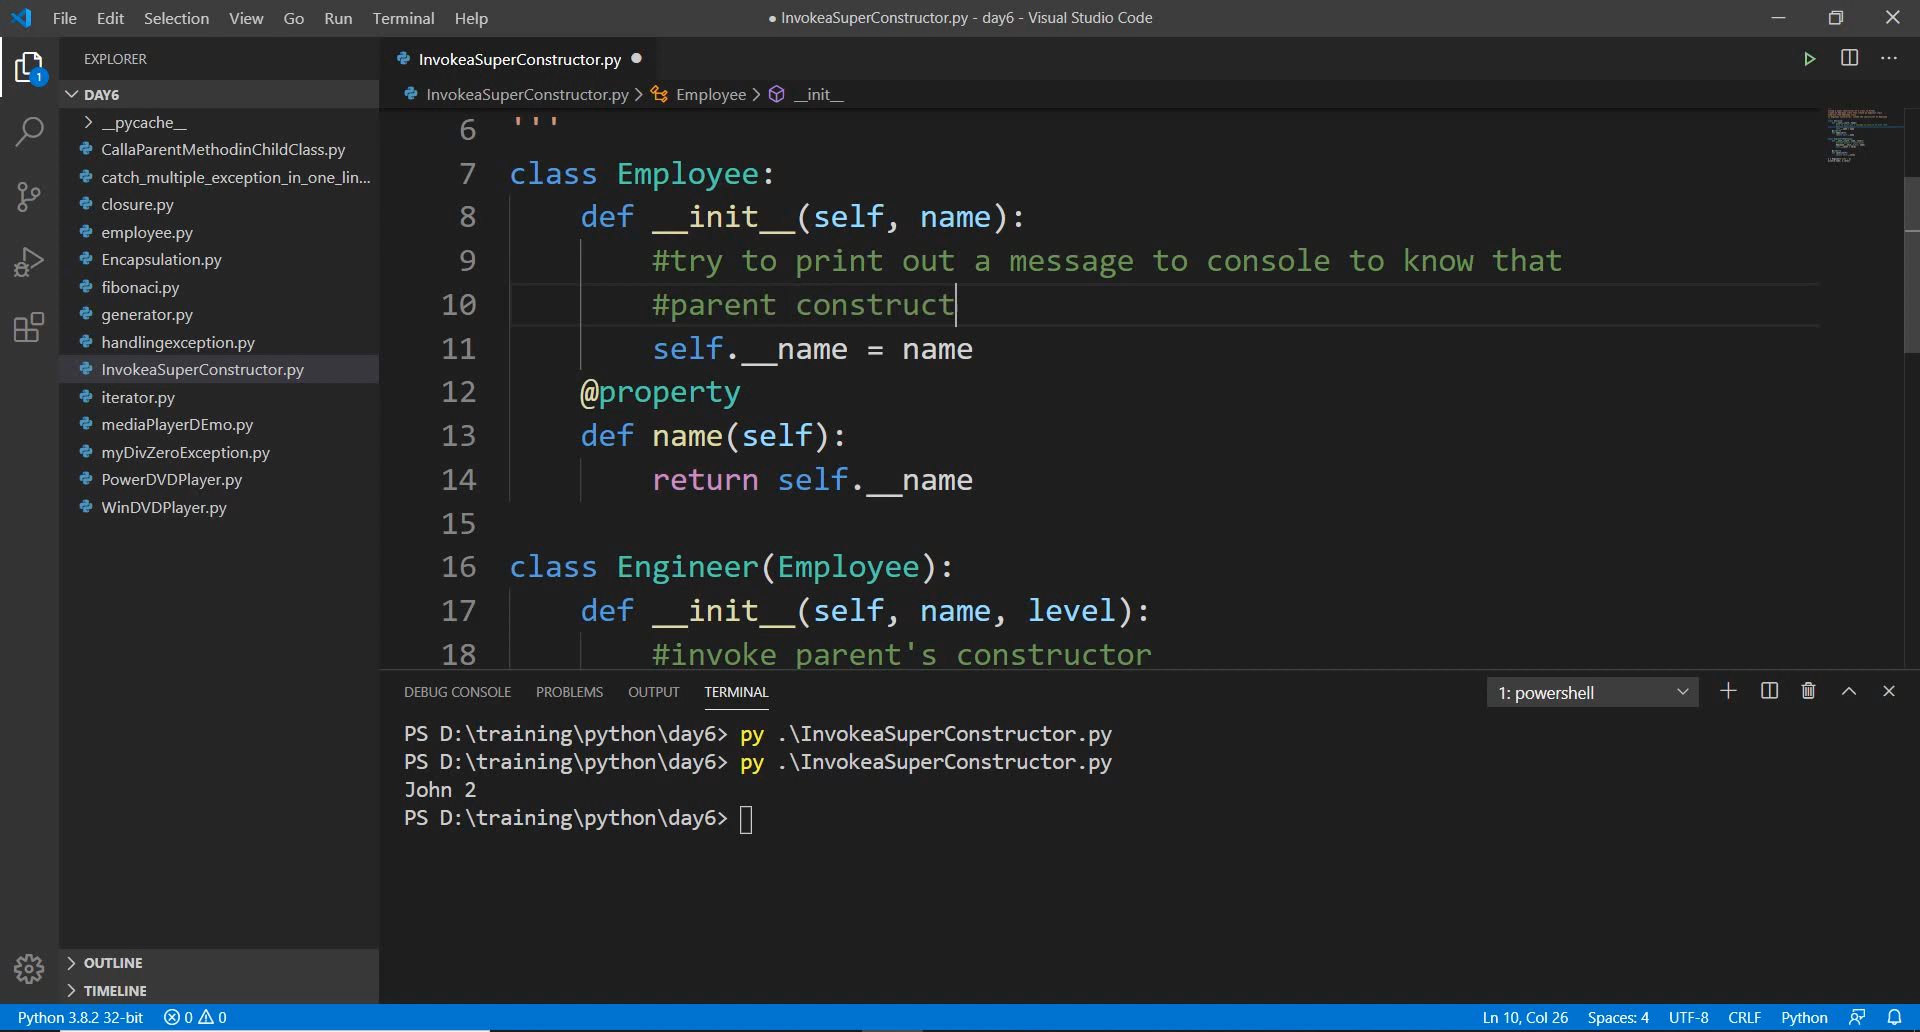 File Edit Selection View Go Run Terminal Help
● InvokeaSuperConstructor.py - day6 - Visual Studio Code
EXPLORER
1
DAY6
__pycache__
CallaParentMethodinChildClass.py
catch_multiple_exception_in_one_lin...
closure.py
employee.py
Encapsulation.py
fibonaci.py
generator.py
handlingexception.py
InvokeaSuperConstructor.py
iterator.py
mediaPlayerDEmo.py
myDivZeroException.py
PowerDVDPlayer.py
WinDVDPlayer.py
OUTLINE
TIMELINE
InvokeaSuperConstructor.py ●
InvokeaSuperConstructor.py > Employee > __init__
6 '''
7 class Employee:
8 def __init__(self, name):
9 #try to print out a message to console to know that
10 #parent construct
11 self.__name = name
12 @property
13 def name(self):
14 return self.__name
15
16 class Engineer(Employee):
17 def __init__(self, name, level):
18 #invoke parent's constructor
DEBUG CONSOLE PROBLEMS OUTPUT TERMINAL
1: powershell
PS D:\training\python\day6> py .\InvokeaSuperConstructor.py
PS D:\training\python\day6> py .\InvokeaSuperConstructor.py
John 2
PS D:\training\python\day6>
Python 3.8.2 32-bit 0 0
Ln 10, Col 26 Spaces: 4 UTF-8 CRLF Python